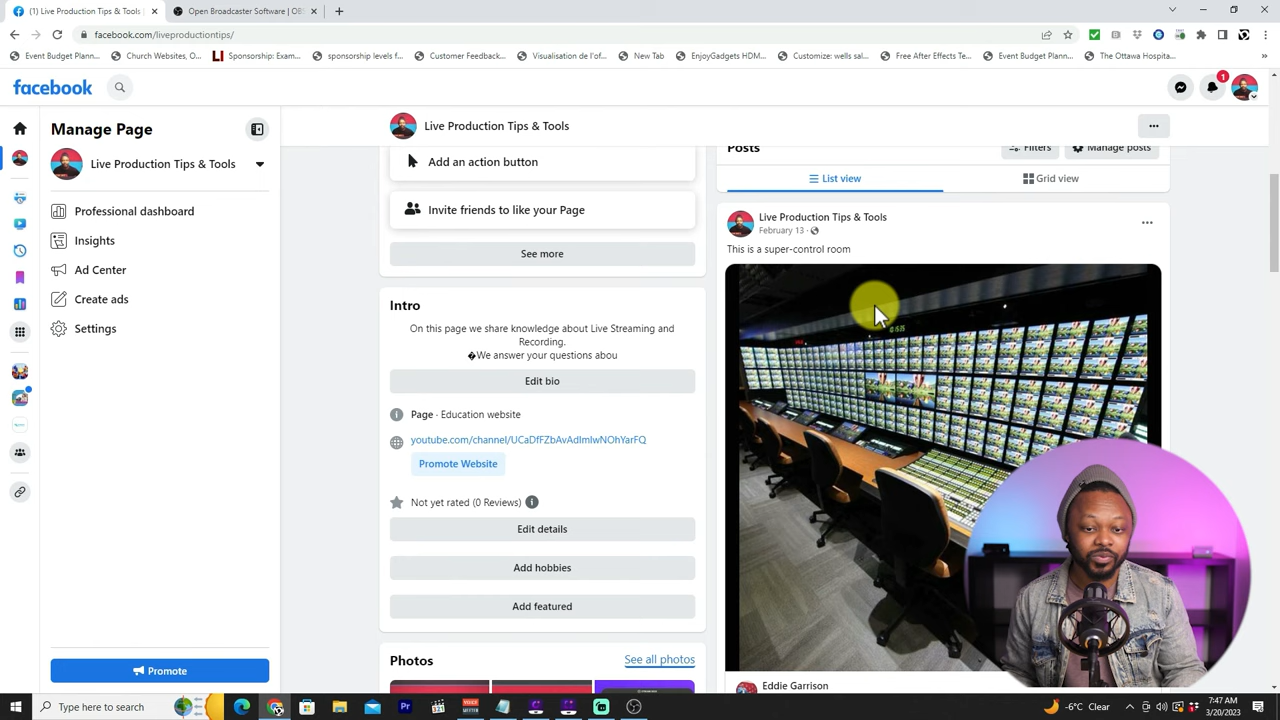 (1) Live Production Tips & Tools |
Open Broadcaster Software | OB
facebook.com/liveproductiontips/
Event Budget Plann...
Church Websites, O...
Sponsorship: Exam...
sponsorship levels f...
Customer Feedback...
Visualisation de l'of...
New Tab
EnjoyGadgets HDM...
Customize: wells sal...
Free After Effects Te...
Event Budget Plann...
The Ottawa Hospita...
facebook
1
Manage Page
Live Production Tips & Tools
Professional dashboard
Insights
Ad Center
Create ads
Settings
Promote
Live Production Tips & Tools
Add an action button
Invite friends to like your Page
See more
Intro
On this page we share knowledge about Live Streaming and
Recording.
�We answer your questions abou
Edit bio
Page · Education website
youtube.com/channel/UCaDfFZbAvAdImIwNOhYarFQ
Promote Website
Not yet rated (0 Reviews)
Edit details
Add hobbies
Add featured
Photos
See all photos
Posts
Filters
Manage posts
List view
Grid view
Live Production Tips & Tools
February 13 ·
This is a super-control room
Eddie Garrison
Type here to search
-6°C Clear
7:47 AM
3/20/2023